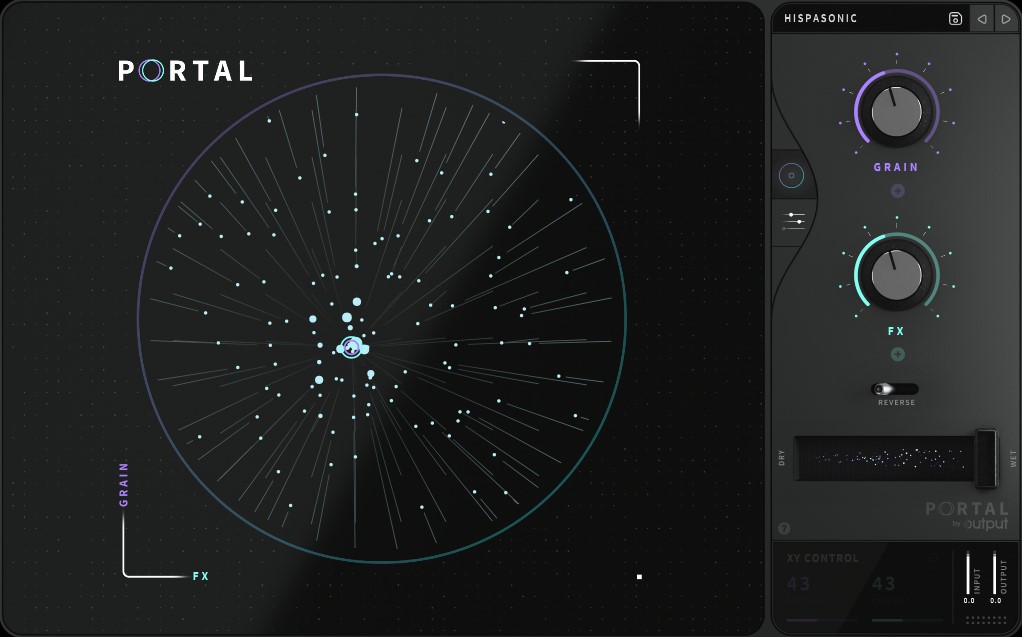 PORTAL
GRAIN
FX
HISPASONIC
GRAIN
FX
REVERSE
DRY
WET
PORTAL
by output
?
XY CONTROL
43 43
INPUT
OUTPUT
0.0 0.0